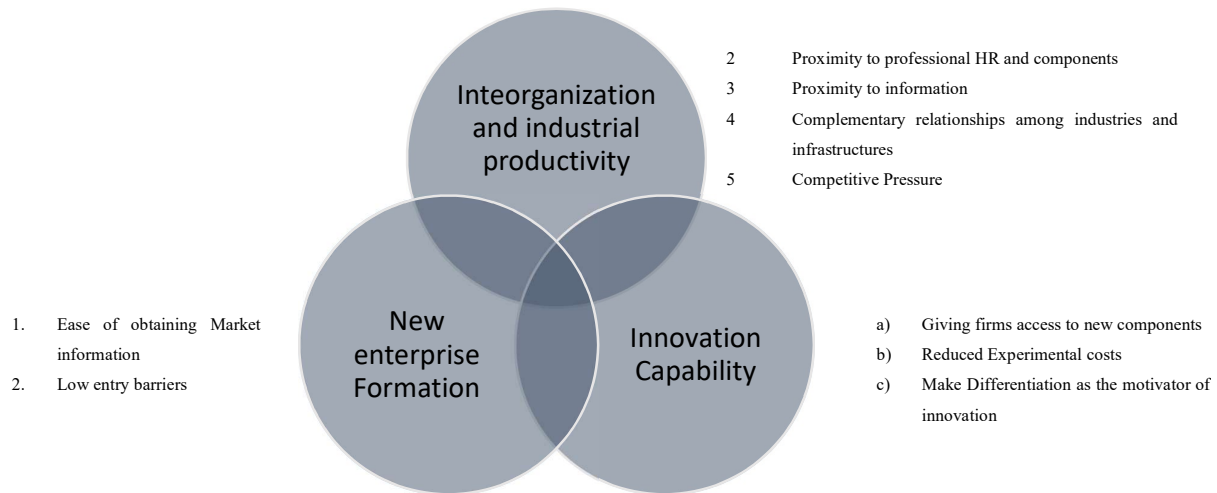 Inteorganization
and industrial
productivity
2 Proximity to professional HR and components
3 Proximity to information
4 Complementary relationships among industries and
infrastructures
5 Competitive Pressure
New
enterprise
Formation
Innovation
Capability
1. Ease of obtaining Market
information
2. Low entry barriers
a) Giving firms access to new components
b) Reduced Experimental costs
c) Make Differentiation as the motivator of
innovation